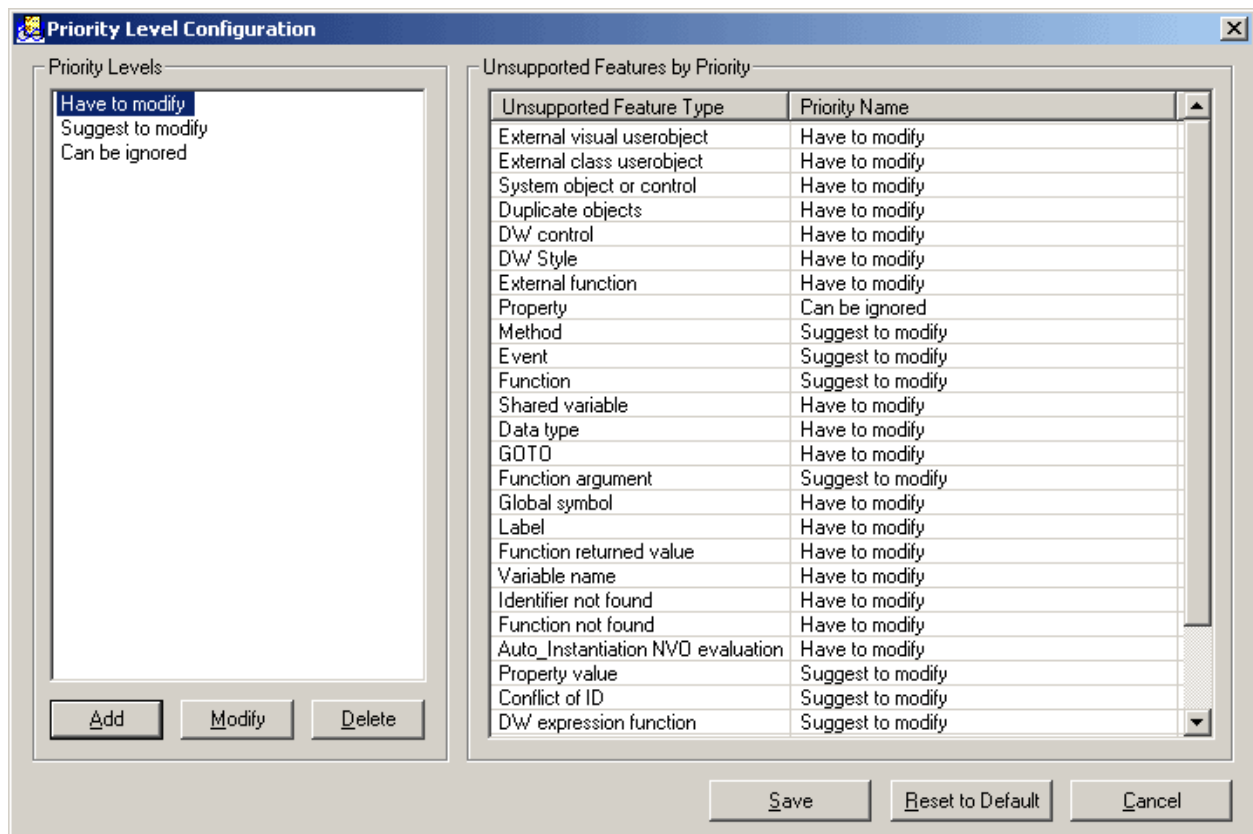 Priority Level Configuration
Priority Levels
Have to modify
Suggest to modify
Can be ignored
Add Modify Delete
Unsupported Features by Priority
Unsupported Feature Type Priority Name
External visual userobject Have to modify
External class userobject Have to modify
System object or control Have to modify
Duplicate objects Have to modify
DW control Have to modify
DW Style Have to modify
External function Have to modify
Property Can be ignored
Method Suggest to modify
Event Suggest to modify
Function Suggest to modify
Shared variable Have to modify
Data type Have to modify
GOTO Have to modify
Function argument Suggest to modify
Global symbol Have to modify
Label Have to modify
Function returned value Have to modify
Variable name Have to modify
Identifier not found Have to modify
Function not found Have to modify
Auto_Instantiation NVO evaluation Have to modify
Property value Suggest to modify
Conflict of ID Suggest to modify
DW expression function Suggest to modify
Save Reset to Default Cancel